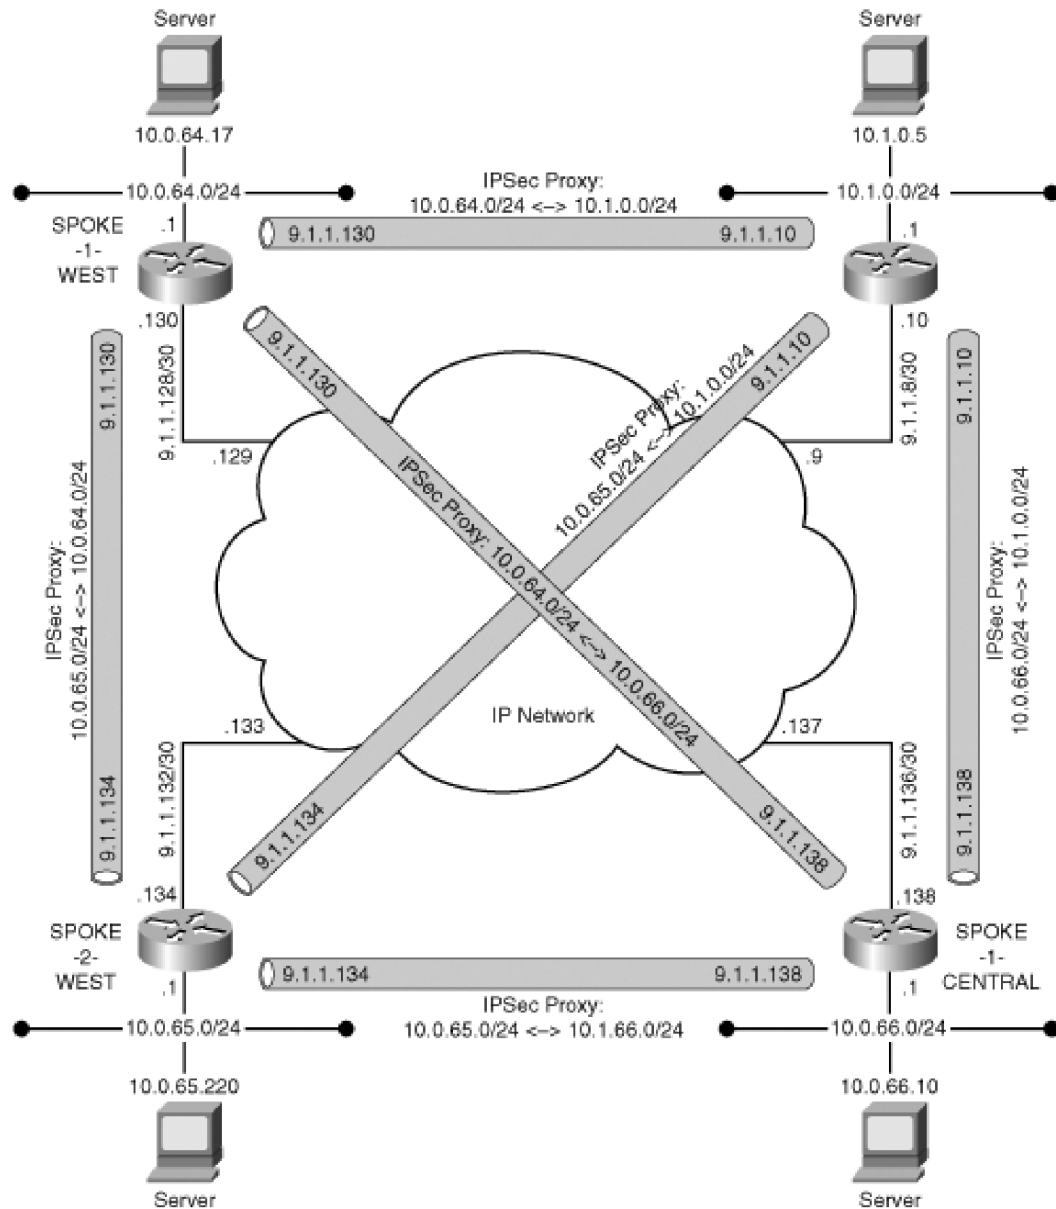 Server
Server
10.0.64.17
10.1.0.5
10.0.64.0/24
IPSec Proxy:
10.0.64.0/24 <–> 10.1.0.0/24
10.1.0.0/24
SPOKE
-1-
WEST
.1
9.1.1.130
9.1.1.10
.1
.130
.10
9.1.1.128/30
.129
9.1.1.8/30
.9
9.1.1.130
9.1.1.134
IPSec Proxy:
10.0.65.0/24 <–> 10.0.64.0/24
9.1.1.130
IPSec Proxy: 10.0.64.0/24 <–> 10.0.66.0/24
9.1.1.138
9.1.1.10
IPSec Proxy:
10.0.65.0/24 <–> 10.1.0.0/24
9.1.1.134
9.1.1.10
9.1.1.138
IPSec Proxy:
10.0.66.0/24 <–> 10.1.0.0/24
IP Network
.133
.137
9.1.1.132/30
9.1.1.136/30
.134
.138
SPOKE
-2-
WEST
SPOKE
-1-
CENTRAL
9.1.1.134
9.1.1.138
.1
.1
IPSec Proxy:
10.0.65.0/24 <–> 10.1.66.0/24
10.0.65.0/24
10.0.66.0/24
10.0.65.220
10.0.66.10
Server
Server